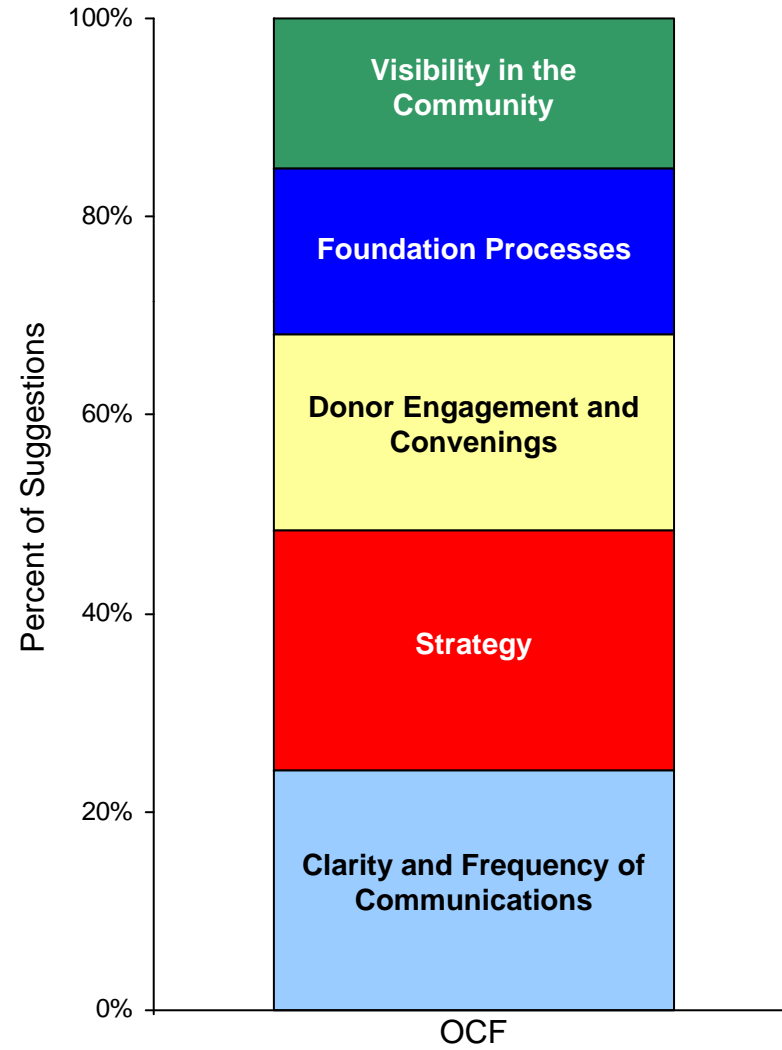 100%
80%
60%
40%
20%
0%
Percent of Suggestions
Visibility in the
Community
Foundation Processes
Donor Engagement and
Convenings
Strategy
Clarity and Frequency of
Communications
OCF